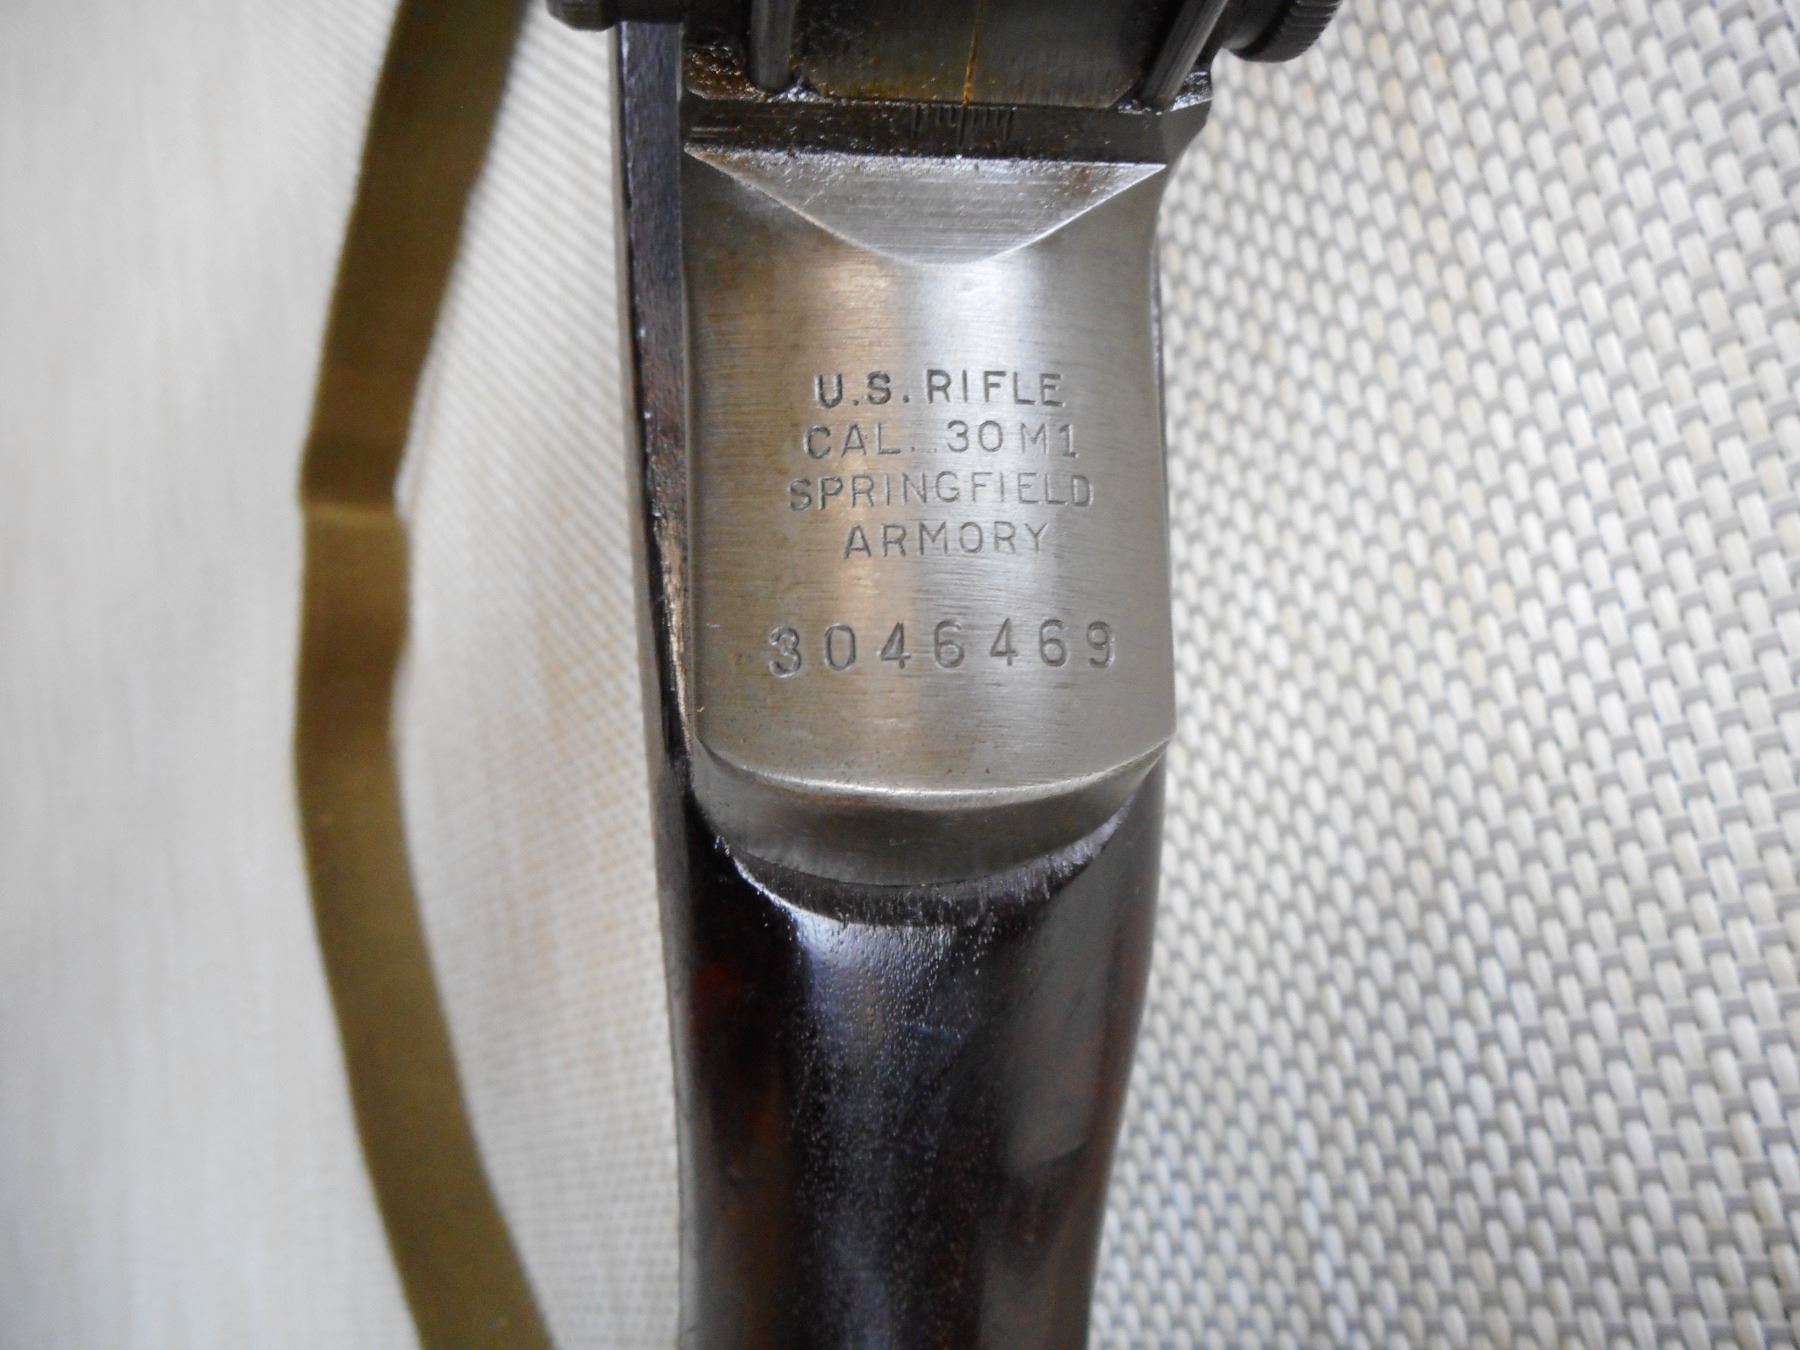 U.S. RIFLE
CAL. .30 M1
SPRINGFIELD
ARMORY
3046469